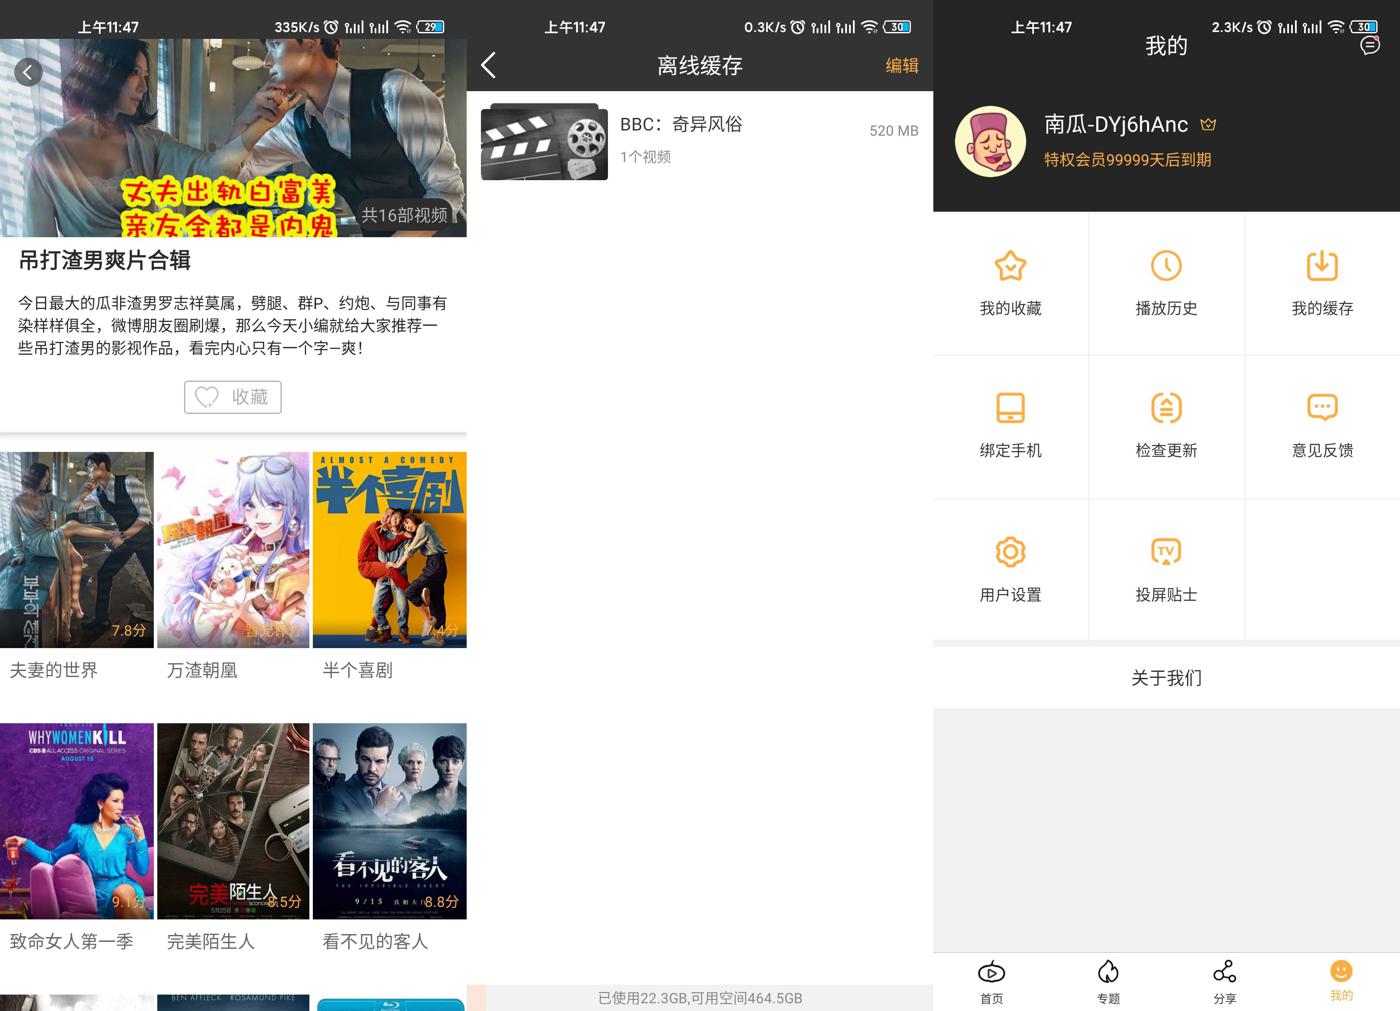 上午11:47
335K/s
29
丈夫出轨白富美
亲友全都是内鬼
共16部视频
吊打渣男爽片合辑
今日最大的瓜非渣男罗志祥莫属，劈腿、群P、约炮、与同事有
染样样俱全，微博朋友圈刷爆，那么今天小编就给大家推荐一
些吊打渣男的影视作品，看完内心只有一个字—爽！
收藏
부부의 세계
7.8分
夫妻的世界
万渣朝凰
暂无评分
万渣朝凰
ALMOST A COMEDY
半个喜剧
7.4分
半个喜剧
WHY WOMEN KILL
CBS ALL ACCESS ORIGINAL SERIES
AUGUST 15
9.1分
致命女人第一季
完美陌生人
8.5分
完美陌生人
看不见的客人
THE INVISIBLE GUEST
9/15
8.8分
看不见的客人
BEN AFFLECK ROSAMUND PIKE
上午11:47
0.3K/s
30
离线缓存
编辑
BBC：奇异风俗
520 MB
1个视频
已使用22.3GB,可用空间464.5GB
上午11:47
2.3K/s
30
我的
南瓜-DYj6hAnc
特权会员99999天后到期
我的收藏
播放历史
我的缓存
绑定手机
检查更新
意见反馈
用户设置
TV
投屏贴士
关于我们
首页
专题
分享
我的